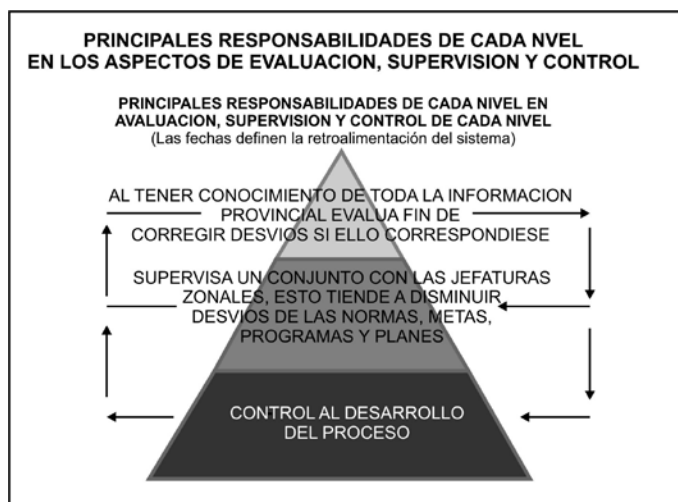 PRINCIPALES RESPONSABILIDADES DE CADA NVEL
EN LOS ASPECTOS DE EVALUACION, SUPERVISION Y CONTROL
PRINCIPALES RESPONSABILIDADES DE CADA NIVEL EN
AVALUACION, SUPERVISION Y CONTROL DE CADA NIVEL
(Las fechas definen la retroalimentación del sistema)
AL TENER CONOCIMIENTO DE TODA LA INFORMACION
PROVINCIAL EVALUA FIN DE
CORREGIR DESVIOS SI ELLO CORRESPONDIESE
SUPERVISA UN CONJUNTO CON LAS JEFATURAS
ZONALES, ESTO TIENDE A DISMINUIR
DESVIOS DE LAS NORMAS, METAS,
PROGRAMAS Y PLANES
CONTROL AL DESARROLLO
DEL PROCESO